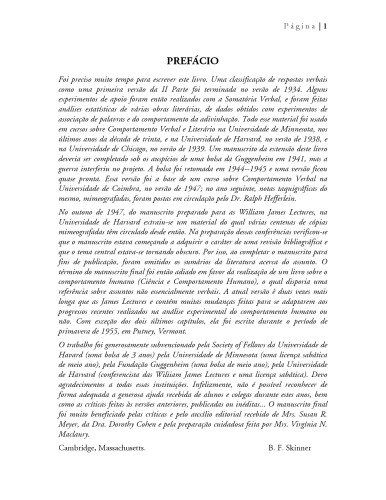 Página | 1
PREFÁCIO
Foi preciso muito tempo para escrever este livro. Uma classificação de respostas verbais
como uma primeira versão da II Parte foi terminada no verão de 1934. Alguns
experimentos de apoio foram então realizados com a Somatória Verbal, e foram feitas
análises estatísticas de várias obras literárias, de dados obtidos com experimentos de
associação de palavras e do comportamento da adivinhação. Todo esse material foi usado
em cursos sobre Comportamento Verbal e Literário na Universidade de Minnesota, nos
últimos anos da década de trinta, e na Universidade de Harvard, no verão de 1938, e
na Universidade de Chicago, no verão de 1939. Um manuscrito da extensão deste livro
deveria ser completado sob os auspícios de uma bolsa da Guggenheim em 1941, mas a
guerra interferiu no projeto. A bolsa foi retomada em 1944--1945 e uma versão ficou
quase pronta. Essa versão foi a base de um curso sobre Comportamento Verbal na
Universidade de Coimbra, no verão de 1947; no ano seguinte, notas taquigráficas do
mesmo, mimeografadas, foram postas em circulação pelo Dr. Ralph Hefferlein.
No outono de 1947, do manuscrito preparado para as William James Lectures, na
Universidade de Harvard extraiu-se um material do qual várias centenas de cópias
mimeografadas têm circulado desde então. Na preparação dessas conferências verificou-se
que o manuscrito estava começando a adquirir o caráter de uma revisão bibliográfica e
que o tema central estava-se tornando obscuro. Por isso, ao completar o manuscrito para
fins de publicação, foram omitidos os sumários da literatura acerca do assunto. O
término do manuscrito final foi então adiado em favor da realização de um livro sobre o
comportamento humano (Ciência e Comportamento Humano), o qual disporia uma
referência sobre assuntos não essencialmente verbais. A atual versão é duas vezes mais
longa que as James Lectures e contém muitas mudanças feitas para se adaptarem aos
progressos recentes realizados na análise experimental do comportamento humano ou
não. Com exceção dos dois últimos capítulos, ela foi escrita durante o período de
primavera de 1955, em Putney, Vermont.
O trabalho foi generosamente subvencionado pela Society of Fellows da Universidade de
Havard (uma bolsa de 3 anos) pela Universidade de Minnesota (uma licença sabática
de meio ano), pela Fundação Guggenheim (uma bolsa de meio ano), pela Universidade
de Harvard (conferencista das William James Lectures e uma licença sabática). Devo
agradecimentos a todas essas instituições. Infelizmente, não é possível reconhecer de
forma adequada a generosa ajuda recebida de alunos e colegas durante estes anos, bem
como as críticas feitas às versões anteriores, publicadas ou inéditas... O manuscrito final
foi muito beneficiado pelas críticas e pelo auxílio editorial recebido de Mrs. Susan R.
Meyer, da Dra. Dorothy Cohen e pela preparação cuidadosa feita por Mrs. Virgínia N.
Maclaury.
Cambridge, Massachusetts. B. F. Skinner